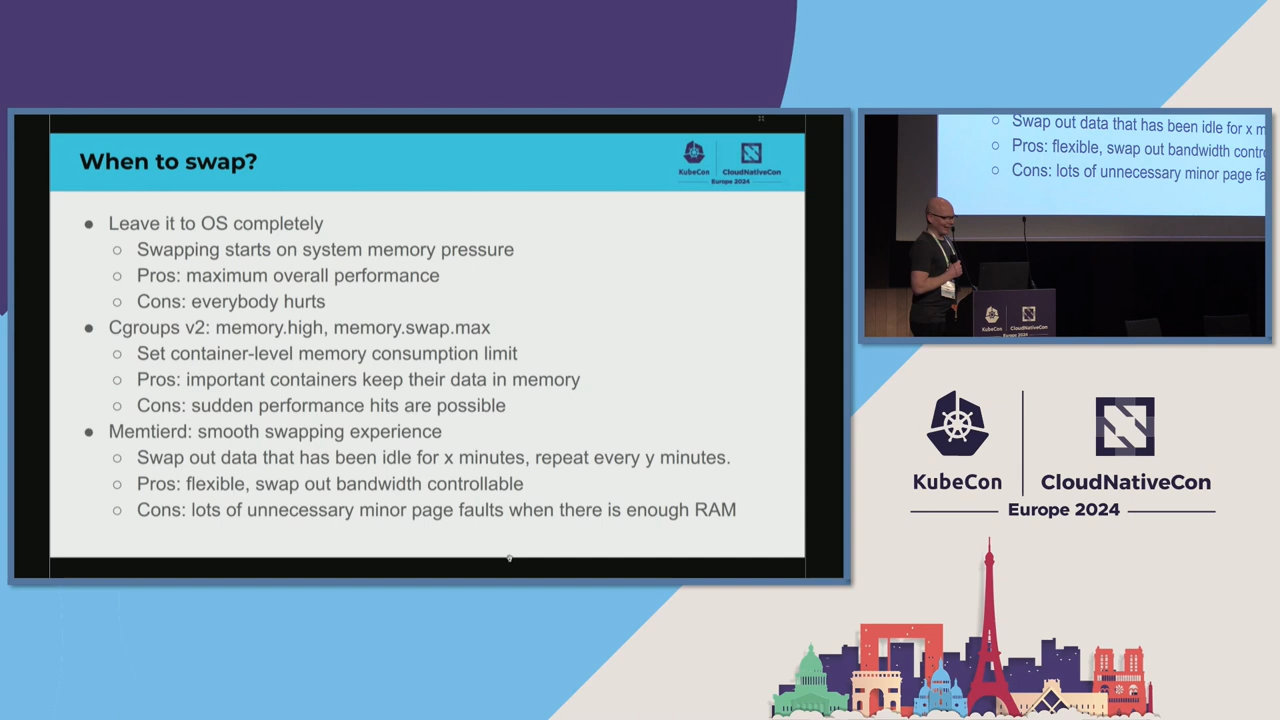 When to swap?
KubeCon
CloudNativeCon
Europe 2024
● Leave it to OS completely
○ Swapping starts on system memory pressure
○ Pros: maximum overall performance
○ Cons: everybody hurts
● Cgroups v2: memory.high, memory.swap.max
○ Set container-level memory consumption limit
○ Pros: important containers keep their data in memory
○ Cons: sudden performance hits are possible
● Memtierd: smooth swapping experience
○ Swap out data that has been idle for x minutes, repeat every y minutes.
○ Pros: flexible, swap out bandwidth controllable
○ Cons: lots of unnecessary minor page faults when there is enough RAM
○ Swap out data that has been idle for x m
○ Pros: flexible, swap out bandwidth contro
○ Cons: lots of unnecessary minor page fa
KubeCon
CloudNativeCon
Europe 2024
KubeCon
CloudNativeCon
Europe 2024